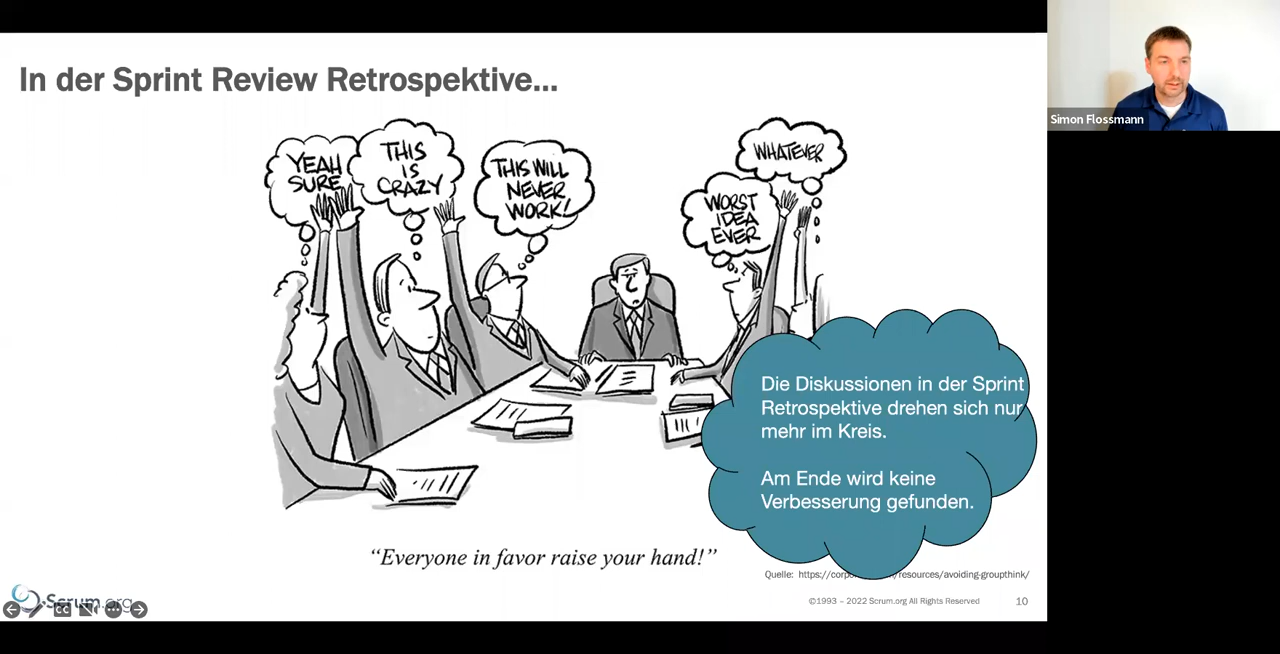 In der Sprint Review Retrospektive...
Simon Flossmann
YEAH
SURE
THIS
IS
CRAZY
THIS WILL
NEVER
WORK!
WHATEVER
WORST
IDEA
EVER
Die Diskussionen in der Sprint
Retrospektive drehen sich nur
mehr im Kreis.
Am Ende wird keine
Verbesserung gefunden.
“Everyone in favor raise your hand!”
Quelle: https://corpo /resources/avoiding-groupthink/
Scrum.org
CC
©1993 – 2022 Scrum.org All Rights Reserved
10